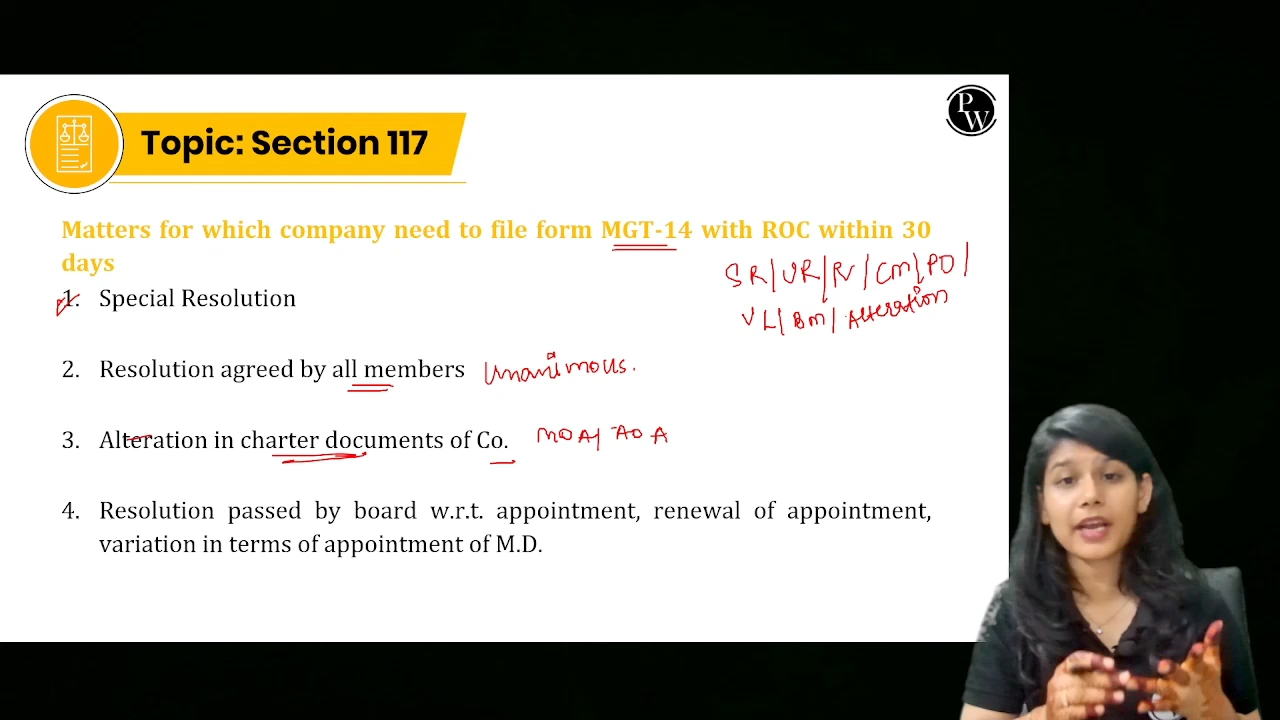 PW
Topic: Section 117
Matters for which company need to file form MGT-14 with ROC within 30
days
SR/UR/R/CM/PO/
VL/BM/Alteration
1. Special Resolution
2. Resolution agreed by all members Unanimous.
3. Alteration in charter documents of Co. MOA/AOA
4. Resolution passed by board w.r.t. appointment, renewal of appointment,
variation in terms of appointment of M.D.